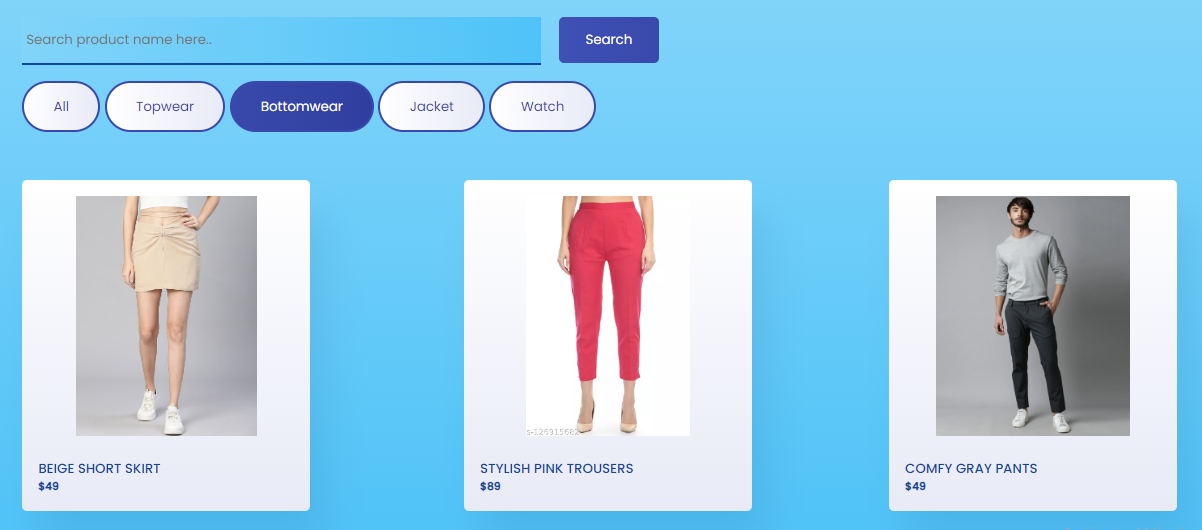 Search product name here..
Search
All
Topwear
Bottomwear
Jacket
Watch
s-126915682
BEIGE SHORT SKIRT
$49
STYLISH PINK TROUSERS
$89
COMFY GRAY PANTS
$49